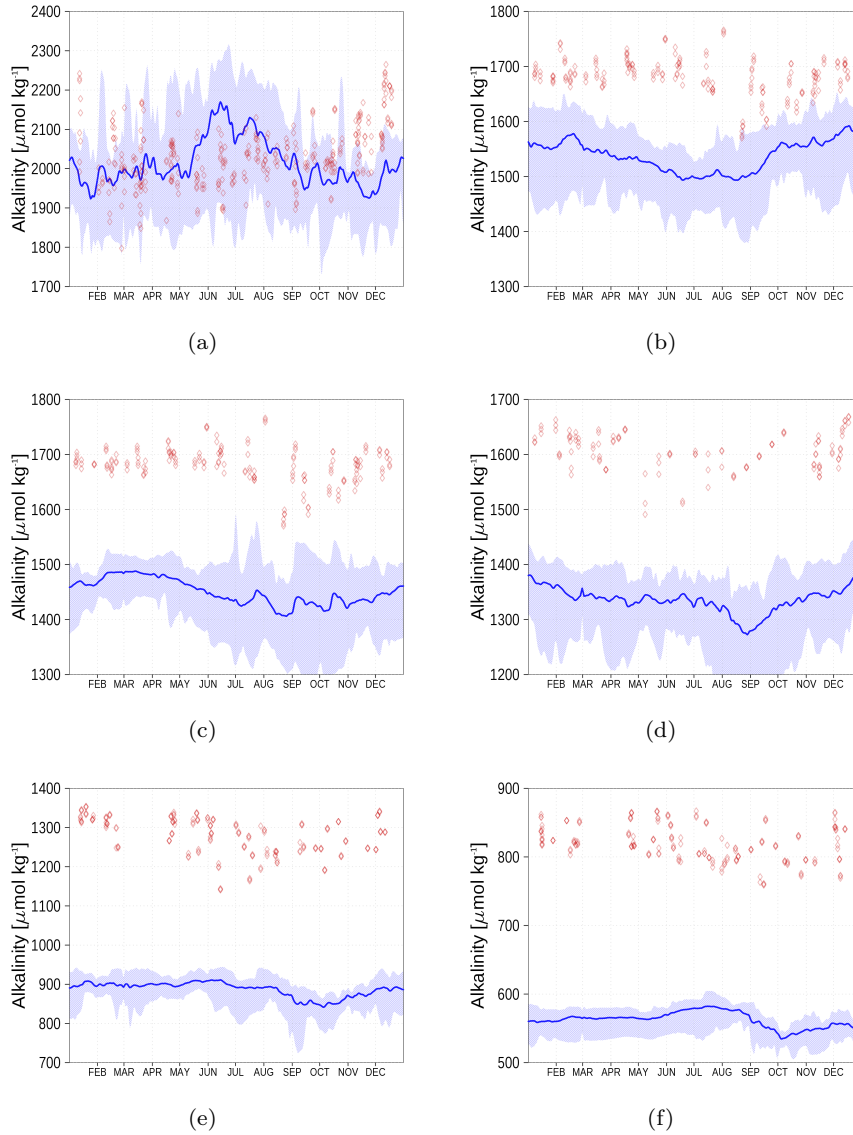 Alkalinity [μmol kg⁻¹]
2400
2300
2200
2100
2000
1900
1800
1700
FEB MAR APR MAY JUN JUL AUG SEP OCT NOV DEC
(a)
Alkalinity [μmol kg⁻¹]
1800
1700
1600
1500
1400
1300
FEB MAR APR MAY JUN JUL AUG SEP OCT NOV DEC
(b)
Alkalinity [μmol kg⁻¹]
1800
1700
1600
1500
1400
1300
FEB MAR APR MAY JUN JUL AUG SEP OCT NOV DEC
(c)
Alkalinity [μmol kg⁻¹]
1700
1600
1500
1400
1300
1200
FEB MAR APR MAY JUN JUL AUG SEP OCT NOV DEC
(d)
Alkalinity [μmol kg⁻¹]
1400
1300
1200
1100
1000
900
800
700
FEB MAR APR MAY JUN JUL AUG SEP OCT NOV DEC
(e)
Alkalinity [μmol kg⁻¹]
900
800
700
600
500
FEB MAR APR MAY JUN JUL AUG SEP OCT NOV DEC
(f)